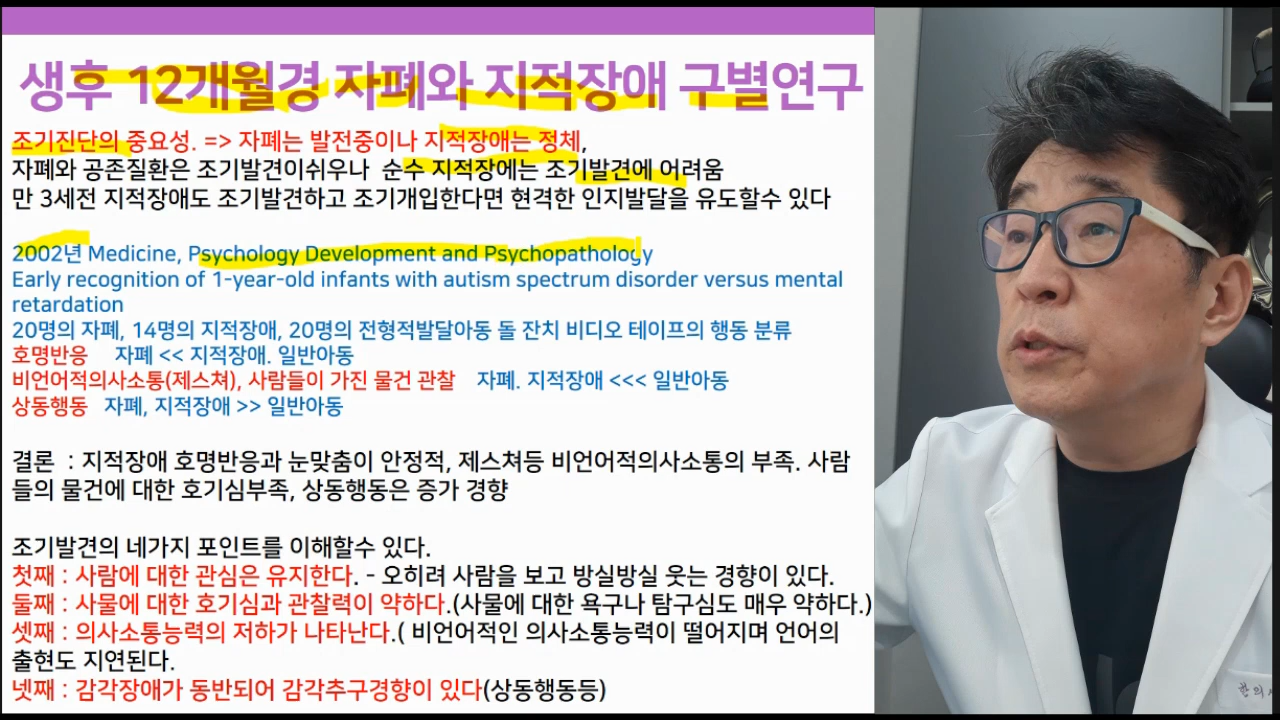 생후 12개월경 자폐와 지적장애 구별연구
조기진단의 중요성. => 자폐는 발전중이나 지적장애는 정체,
자폐와 공존질환은 조기발견이쉬우나 순수 지적장에는 조기발견에 어려움
만 3세전 지적장애도 조기발견하고 조기개입한다면 현격한 인지발달을 유도할수 있다
2002년 Medicine, Psychology Development and Psychopathology
Early recognition of 1-year-old infants with autism spectrum disorder versus mental
retardation
20명의 자폐, 14명의 지적장애, 20명의 전형적발달아동 돌 잔치 비디오 테이프의 행동 분류
호명반응 자폐 << 지적장애. 일반아동
비언어적의사소통(제스쳐), 사람들이 가진 물건 관찰 자폐. 지적장애 <<< 일반아동
상동행동 자폐, 지적장애 >> 일반아동
결론 : 지적장애 호명반응과 눈맞춤이 안정적, 제스쳐등 비언어적의사소통의 부족. 사람
들의 물건에 대한 호기심부족, 상동행동은 증가 경향
조기발견의 네가지 포인트를 이해할수 있다.
첫째 : 사람에 대한 관심은 유지한다. - 오히려 사람을 보고 방실방실 웃는 경향이 있다.
둘째 : 사물에 대한 호기심과 관찰력이 약하다.(사물에 대한 욕구나 탐구심도 매우 약하다.)
셋째 : 의사소통능력의 저하가 나타난다.( 비언어적인 의사소통능력이 떨어지며 언어의
출현도 지연된다.
넷째 : 감각장애가 동반되어 감각추구경향이 있다(상동행동등)